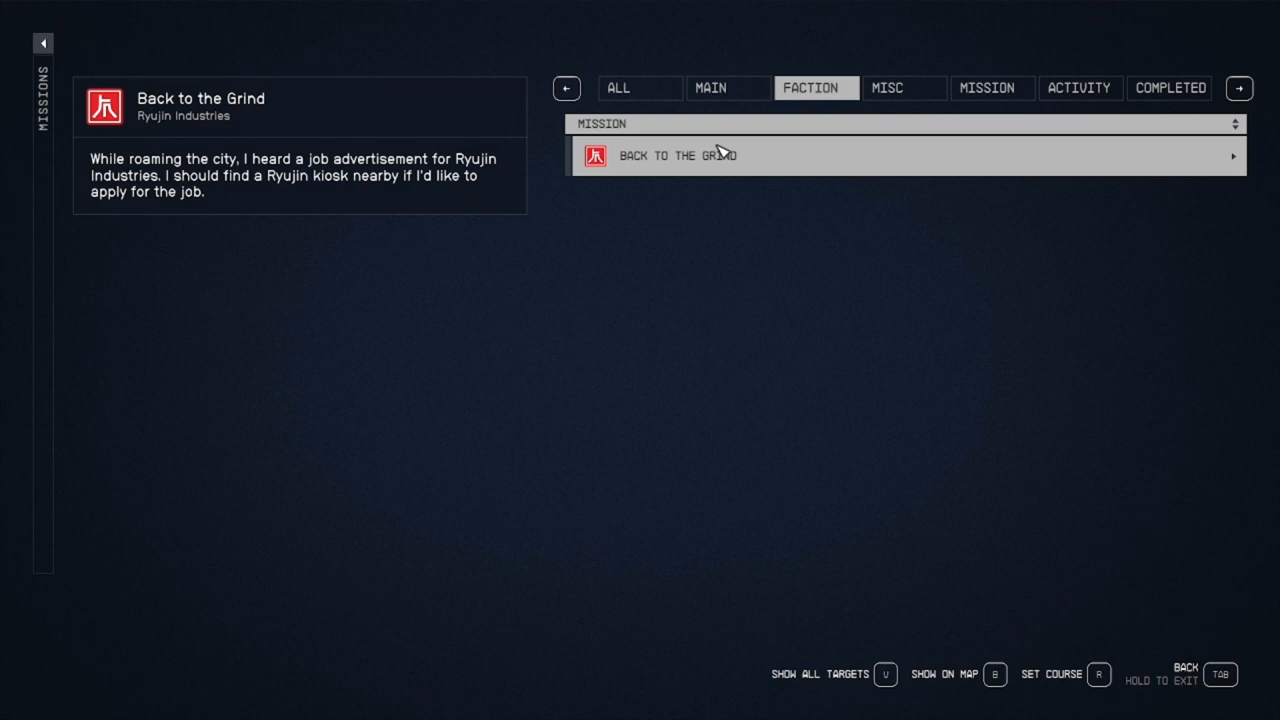 MISSIONS
Back to the Grind
Ryujin Industries
While roaming the city, I heard a job advertisement for Ryujin
Industries. I should find a Ryujin kiosk nearby if I'd like to
apply for the job.
ALL MAIN FACTION MISC MISSION ACTIVITY COMPLETED
MISSION
BACK TO THE GRIND
SHOW ALL TARGETS V SHOW ON MAP B SET COURSE R BACK TAB
HOLD TO EXIT